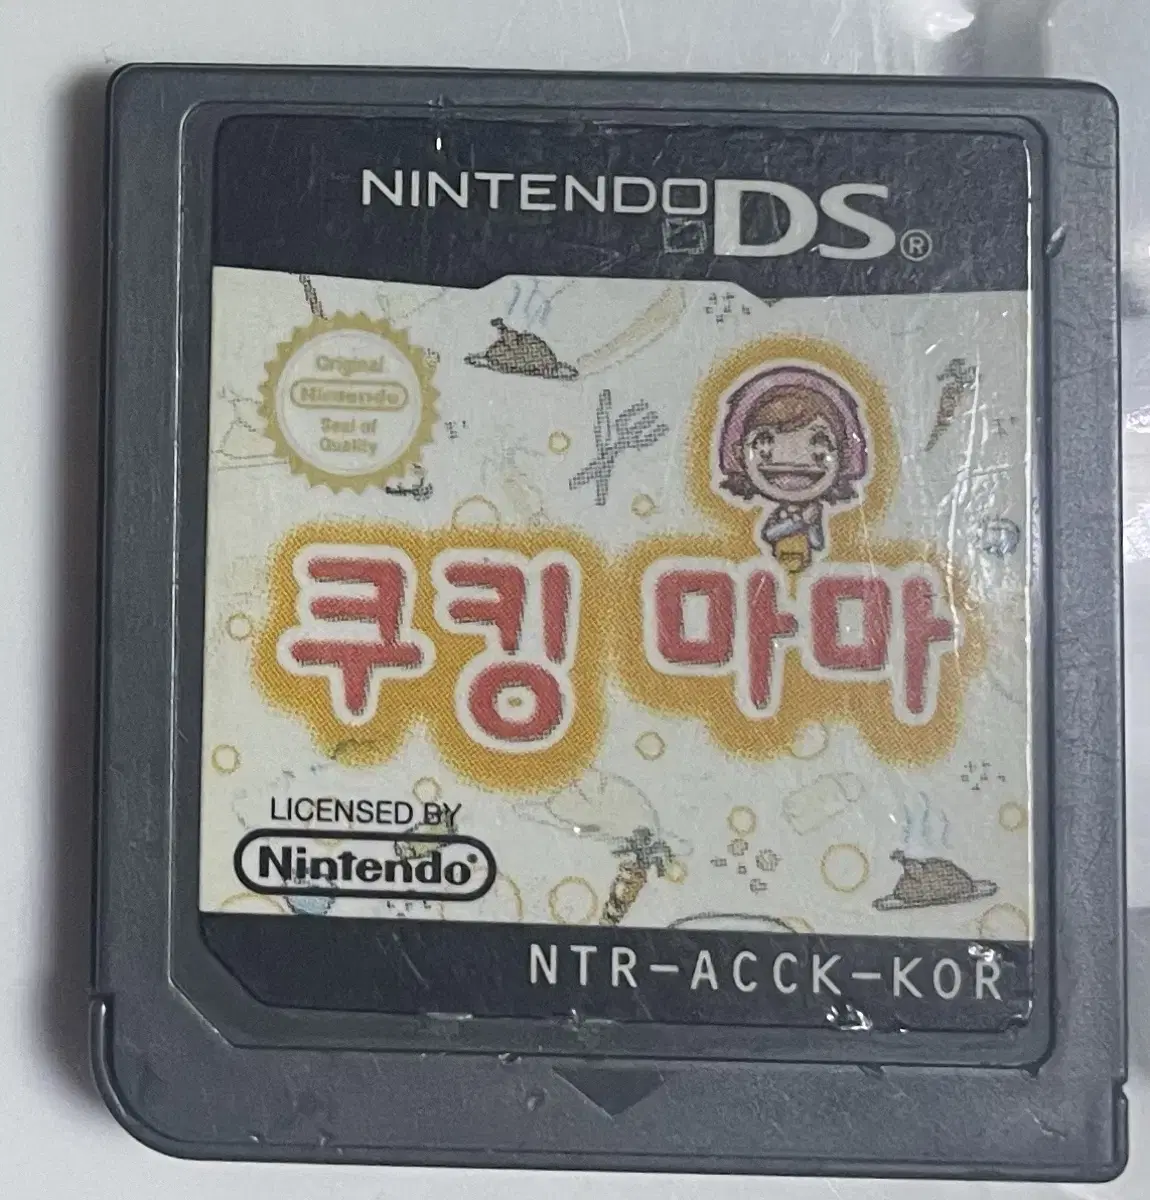 NINTENDO DS®
Original
Nintendo
Seal of
Quality
쿠킹 마마
LICENSED BY
Nintendo®
NTR-ACCK-KOR